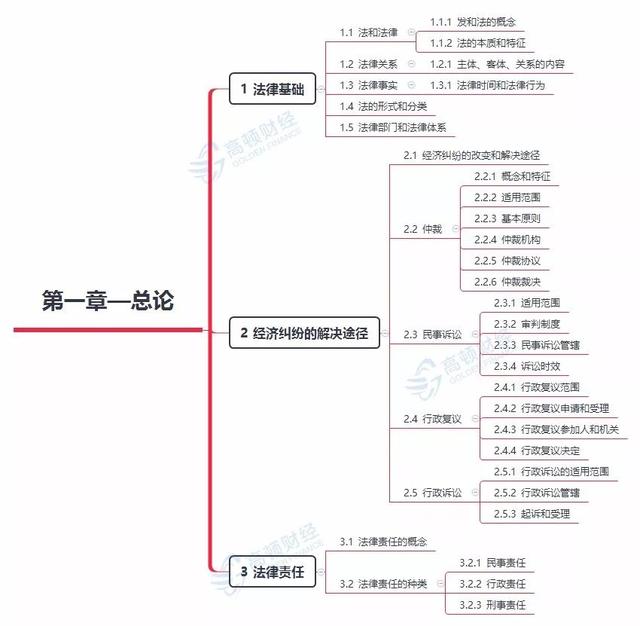 第一章—总论
1 法律基础
1.1 法和法律
1.1.1 发和法的概念
1.1.2 法的本质和特征
1.2 法律关系
1.2.1 主体、客体、关系的内容
1.3 法律事实
1.3.1 法律时间和法律行为
1.4 法的形式和分类
1.5 法律部门和法律体系
2 经济纠纷的解决途径
2.1 经济纠纷的改变和解决途径
2.2 仲裁
2.2.1 概念和特征
2.2.2 适用范围
2.2.3 基本原则
2.2.4 仲裁机构
2.2.5 仲裁协议
2.2.6 仲裁裁决
2.3 民事诉讼
2.3.1 适用范围
2.3.2 审判制度
2.3.3 民事诉讼管辖
2.3.4 诉讼时效
2.4 行政复议
2.4.1 行政复议范围
2.4.2 行政复议申请和受理
2.4.3 行政复议参加人和机关
2.4.4 行政复议决定
2.5 行政诉讼
2.5.1 行政诉讼的适用范围
2.5.2 行政诉讼管辖
2.5.3 起诉和受理
3 法律责任
3.1 法律责任的概念
3.2 法律责任的种类
3.2.1 民事责任
3.2.2 行政责任
3.2.3 刑事责任
高顿财经
GOLDEN FINANCE
高顿财经
GOLDEN FINANCE
高顿财经
GOLDEN FINANCE